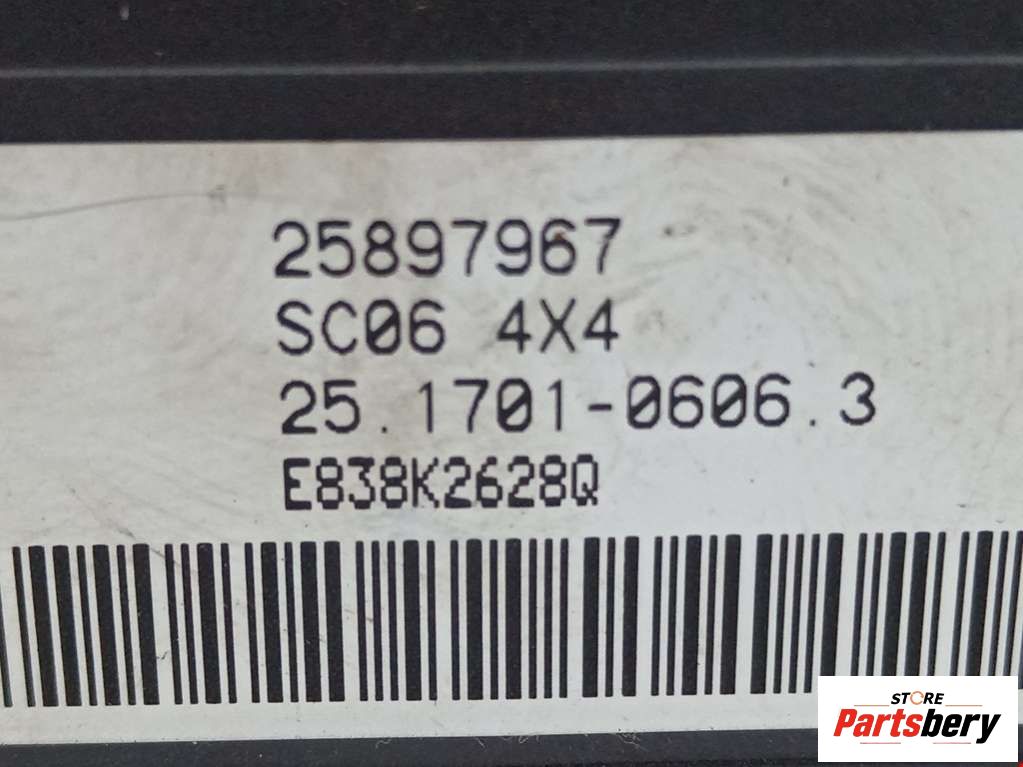 25897967
SC06 4X4
25.1701-0606.3
E838K2628Q
STORE
Partsbery